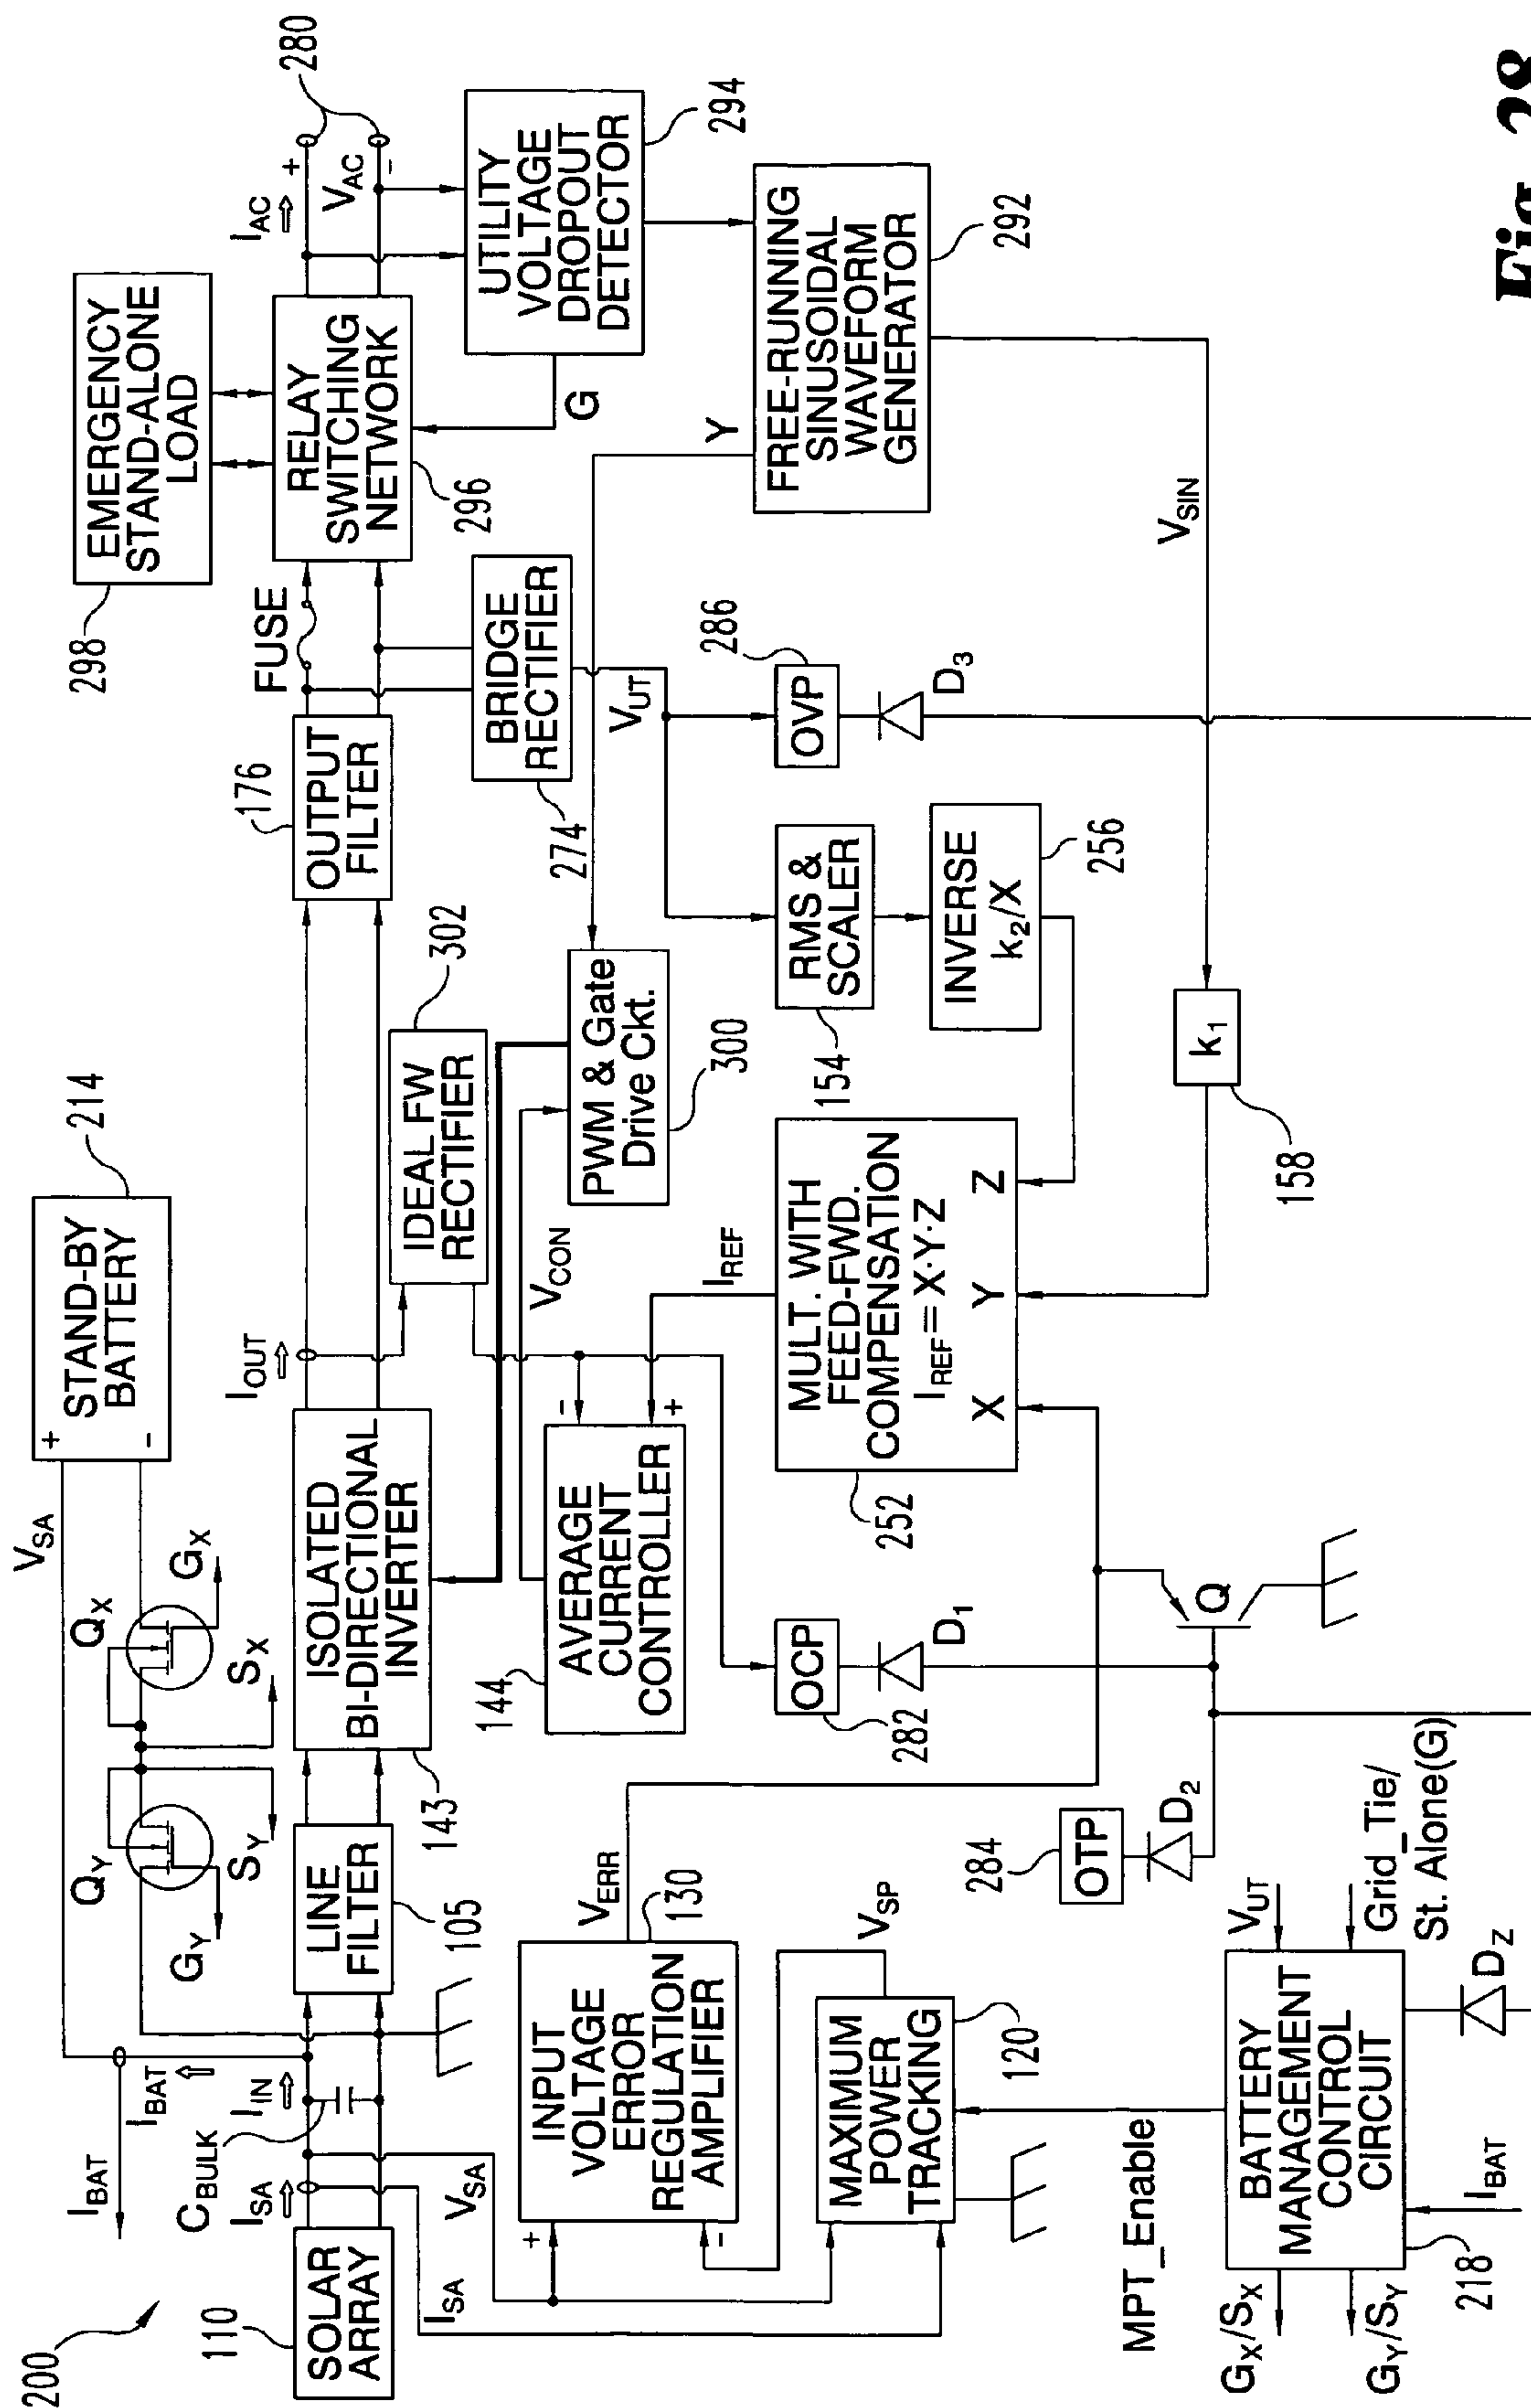 200
110
SOLAR
ARRAY
I_SA
C_BULK
I_IN
I_BAT
I_BAT
V_SA
I_SA
LINE
FILTER
105
Q_Y
G_Y
S_Y
Q_X
G_X
S_X
V_SA
+
-
STAND-BY
BATTERY
214
ISOLATED
BI-DIRECTIONAL
INVERTER
143
I_OUT
IDEAL FW
RECTIFIER
302
OUTPUT
FILTER
176
FUSE
EMERGENCY
STAND-ALONE
LOAD
298
RELAY
SWITCHING
NETWORK
296
I_AC
+
V_AC
-
280
G
UTILITY
VOLTAGE
DROPOUT
DETECTOR
294
BRIDGE
RECTIFIER
274
V_UT
Y
FREE-RUNNING
SINUSOIDAL
WAVEFORM
GENERATOR
292
V_SIN
INPUT
VOLTAGE
ERROR
REGULATION
AMPLIFIER
+
-
V_ERR
130
V_SP
MAXIMUM
POWER
TRACKING
120
AVERAGE
CURRENT
CONTROLLER
144
-
+
V_CON
PWM & Gate
Drive Ckt.
300
I_REF
MULT. WITH
FEED-FWD.
COMPENSATION
I_REF = X·Y·Z
X Y Z
252
RMS &
SCALER
154
INVERSE
k_2/X
256
OVP
286
D_3
k_1
158
OCP
282
D_1
Q
OTP
284
D_2
MPT_Enable
BATTERY
MANAGEMENT
CONTROL
CIRCUIT
218
V_UT
Grid_Tie/
St. Alone(G)
D_Z
I_BAT
G_X/S_X
G_Y/S_Y
Fig. 28